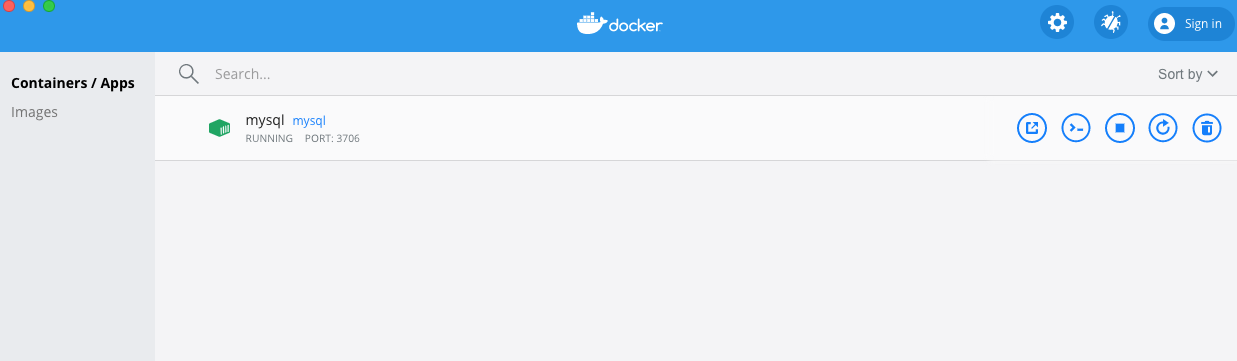 docker
Sign in
Containers / Apps
Images
Search...
Sort by
mysql mysql
RUNNING PORT: 3706